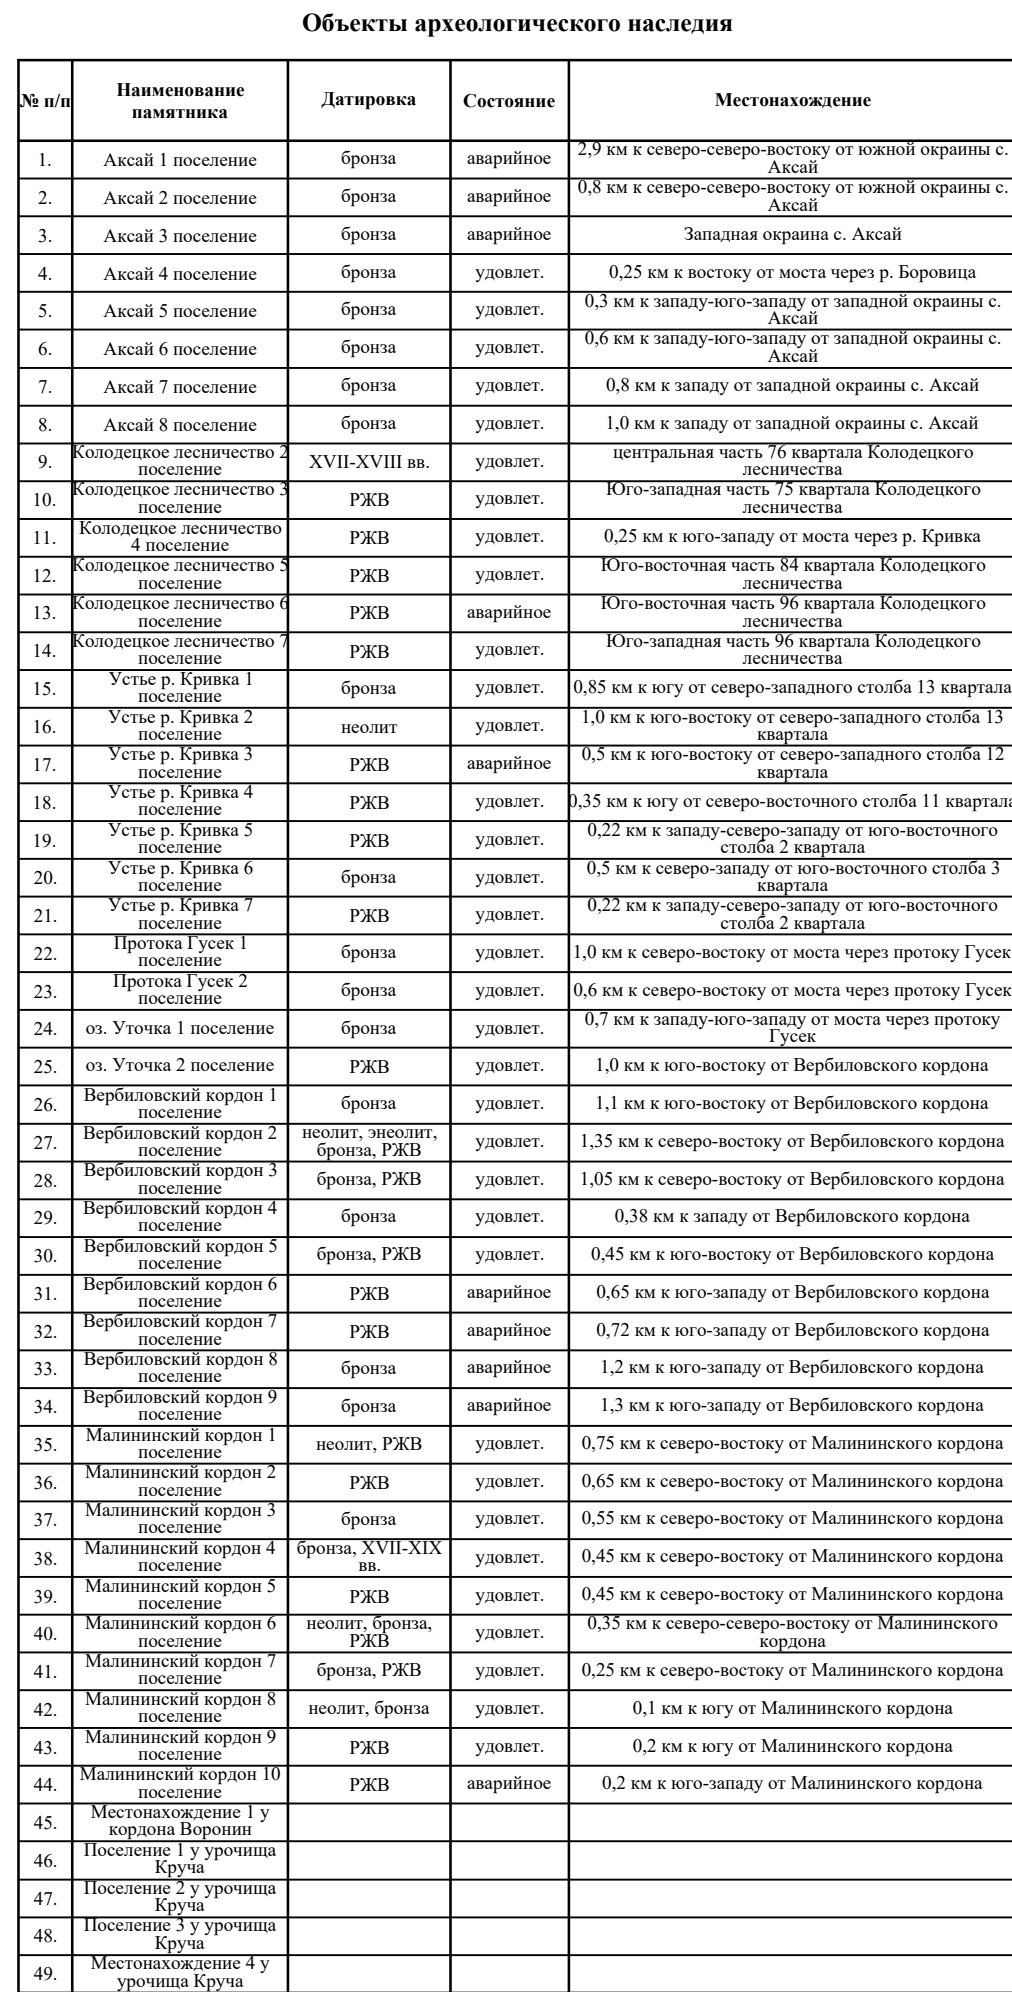 Объекты археологического наследия
№ п/п Наименование памятника Датировка Состояние Местонахождение
1. Аксай 1 поселение бронза аварийное 2,9 км к северо-северо-востоку от южной окраины с. Аксай
2. Аксай 2 поселение бронза аварийное 0,8 км к северо-северо-востоку от южной окраины с. Аксай
3. Аксай 3 поселение бронза аварийное Западная окраина с. Аксай
4. Аксай 4 поселение бронза удовлет. 0,25 км к востоку от моста через р. Боровица
5. Аксай 5 поселение бронза удовлет. 0,3 км к западу-юго-западу от западной окраины с. Аксай
6. Аксай 6 поселение бронза удовлет. 0,6 км к западу-юго-западу от западной окраины с. Аксай
7. Аксай 7 поселение бронза удовлет. 0,8 км к западу от западной окраины с. Аксай
8. Аксай 8 поселение бронза удовлет. 1,0 км к западу от западной окраины с. Аксай
9. Колодецкое лесничество 2 поселение XVII-XVIII вв. удовлет. центральная часть 76 квартала Колодецкого лесничества
10. Колодецкое лесничество 3 поселение РЖВ удовлет. Юго-западная часть 75 квартала Колодецкого лесничества
11. Колодецкое лесничество 4 поселение РЖВ удовлет. 0,25 км к юго-западу от моста через р. Кривка
12. Колодецкое лесничество 5 поселение РЖВ удовлет. Юго-восточная часть 84 квартала Колодецкого лесничества
13. Колодецкое лесничество 6 поселение РЖВ аварийное Юго-восточная часть 96 квартала Колодецкого лесничества
14. Колодецкое лесничество 7 поселение РЖВ удовлет. Юго-западная часть 96 квартала Колодецкого лесничества
15. Устье р. Кривка 1 поселение бронза удовлет. 0,85 км к югу от северо-западного столба 13 квартала
16. Устье р. Кривка 2 поселение неолит удовлет. 1,0 км к юго-востоку от северо-западного столба 13 квартала
17. Устье р. Кривка 3 поселение РЖВ аварийное 0,5 км к юго-востоку от северо-западного столба 12 квартала
18. Устье р. Кривка 4 поселение РЖВ удовлет. 0,35 км к югу от северо-восточного столба 11 квартала
19. Устье р. Кривка 5 поселение РЖВ удовлет. 0,22 км к западу-северо-западу от юго-восточного столба 2 квартала
20. Устье р. Кривка 6 поселение бронза удовлет. 0,5 км к северо-западу от юго-восточного столба 3 квартала
21. Устье р. Кривка 7 поселение РЖВ удовлет. 0,22 км к западу-северо-западу от юго-восточного столба 2 квартала
22. Протока Гусек 1 поселение бронза удовлет. 1,0 км к северо-востоку от моста через протоку Гусек
23. Протока Гусек 2 поселение бронза удовлет. 0,6 км к северо-востоку от моста через протоку Гусек
24. оз. Уточка 1 поселение бронза удовлет. 0,7 км к западу-юго-западу от моста через протоку Гусек
25. оз. Уточка 2 поселение РЖВ удовлет. 1,0 км к юго-востоку от Вербиловского кордона
26. Вербиловский кордон 1 поселение бронза удовлет. 1,1 км к юго-востоку от Вербиловского кордона
27. Вербиловский кордон 2 поселение неолит, энеолит, бронза, РЖВ удовлет. 1,35 км к северо-востоку от Вербиловского кордона
28. Вербиловский кордон 3 поселение бронза, РЖВ удовлет. 1,05 км к северо-востоку от Вербиловского кордона
29. Вербиловский кордон 4 поселение бронза удовлет. 0,38 км к западу от Вербиловского кордона
30. Вербиловский кордон 5 поселение бронза, РЖВ удовлет. 0,45 км к юго-востоку от Вербиловского кордона
31. Вербиловский кордон 6 поселение РЖВ аварийное 0,65 км к юго-западу от Вербиловского кордона
32. Вербиловский кордон 7 поселение РЖВ аварийное 0,72 км к юго-западу от Вербиловского кордона
33. Вербиловский кордон 8 поселение бронза аварийное 1,2 км к юго-западу от Вербиловского кордона
34. Вербиловский кордон 9 поселение бронза аварийное 1,3 км к юго-западу от Вербиловского кордона
35. Малининский кордон 1 поселение неолит, РЖВ удовлет. 0,75 км к северо-востоку от Малининского кордона
36. Малининский кордон 2 поселение РЖВ удовлет. 0,65 км к северо-востоку от Малининского кордона
37. Малининский кордон 3 поселение бронза удовлет. 0,55 км к северо-востоку от Малининского кордона
38. Малининский кордон 4 поселение бронза, XVII-XIX вв. удовлет. 0,45 км к северо-востоку от Малининского кордона
39. Малининский кордон 5 поселение РЖВ удовлет. 0,45 км к северо-востоку от Малининского кордона
40. Малининский кордон 6 поселение неолит, бронза, РЖВ удовлет. 0,35 км к северо-северо-востоку от Малининского кордона
41. Малининский кордон 7 поселение бронза, РЖВ удовлет. 0,25 км к северо-востоку от Малининского кордона
42. Малининский кордон 8 поселение неолит, бронза удовлет. 0,1 км к югу от Малининского кордона
43. Малининский кордон 9 поселение РЖВ удовлет. 0,2 км к югу от Малининского кордона
44. Малининский кордон 10 поселение РЖВ аварийное 0,2 км к юго-западу от Малининского кордона
45. Местонахождение 1 у кордона Воронин
46. Поселение 1 у урочища Круча
47. Поселение 2 у урочища Круча
48. Поселение 3 у урочища Круча
49. Местонахождение 4 у урочища Круча